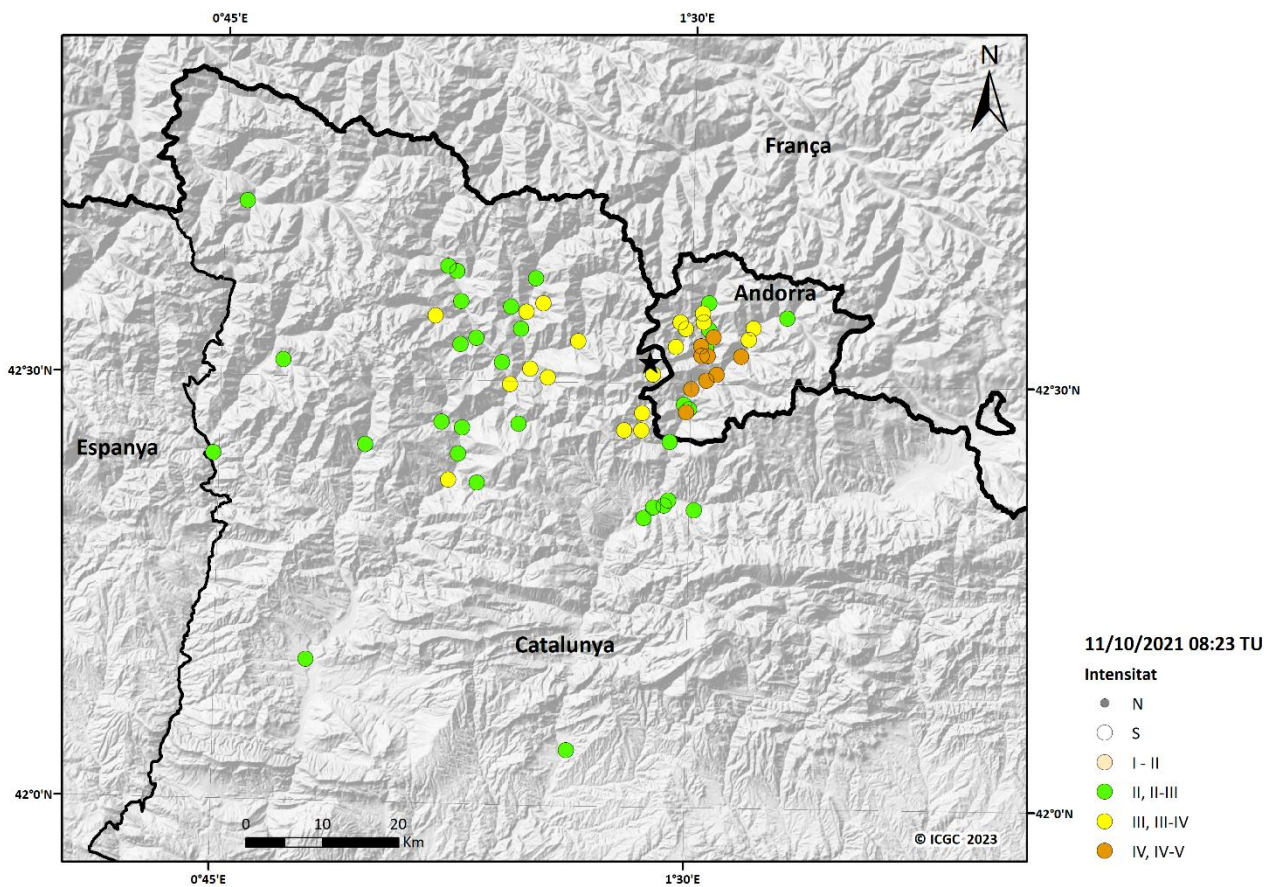 0°45'E
1°30'E
N
França
Andorra
42°30'N
42°30'N
Espanya
Catalunya
11/10/2021 08:23 TU
Intensitat
N
S
I - II
II, II-III
III, III-IV
IV, IV-V
42°0'N
42°0'N
0 10 20
Km
© ICGC 2023
0°45'E
1°30'E